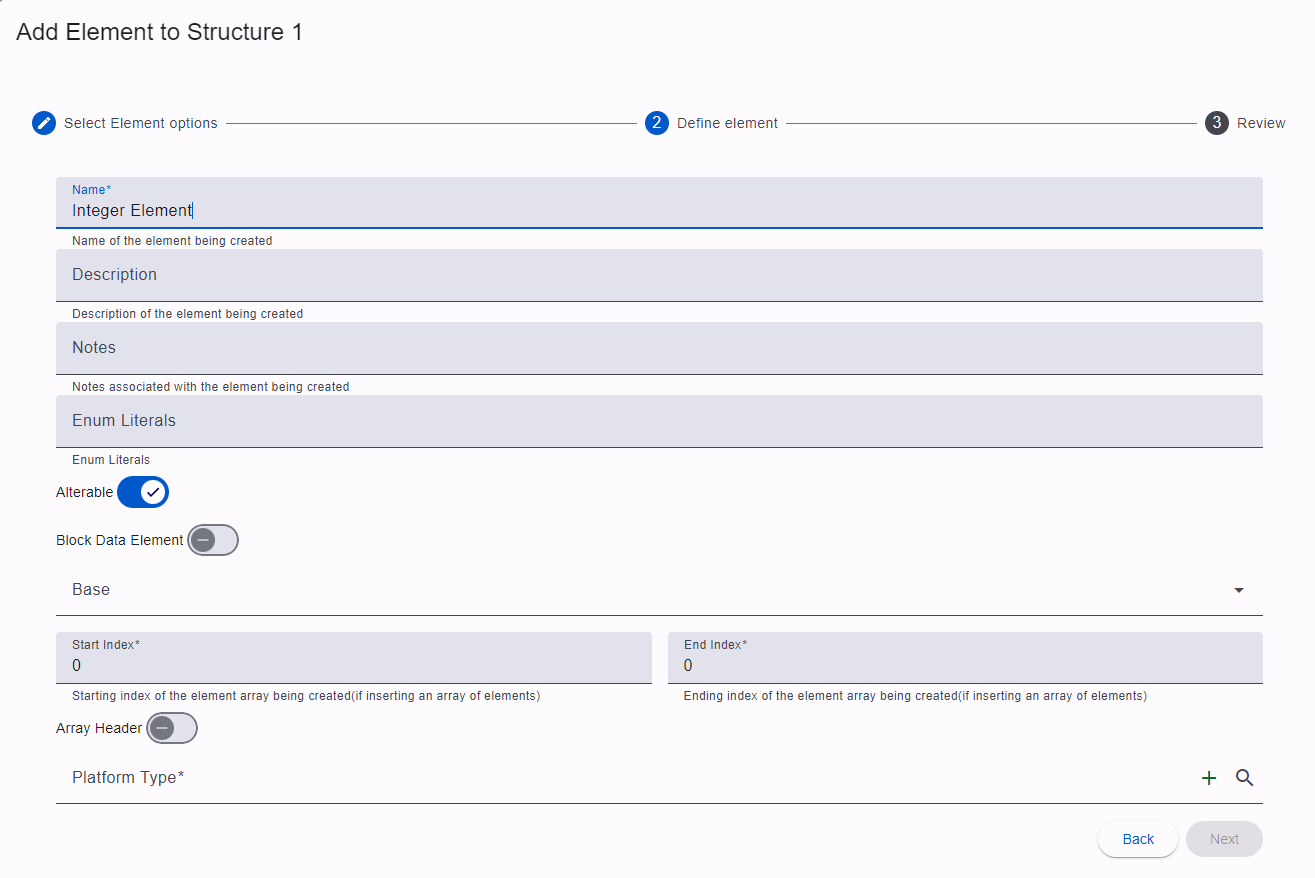 Add Element to Structure 1
Select Element options
2 Define element
3 Review
Name*
Integer Element
Name of the element being created
Description
Description of the element being created
Notes
Notes associated with the element being created
Enum Literals
Enum Literals
Alterable
Block Data Element
Base
Start Index*
0
Starting index of the element array being created(if inserting an array of elements)
End Index*
0
Ending index of the element array being created(if inserting an array of elements)
Array Header
Platform Type*
Back
Next